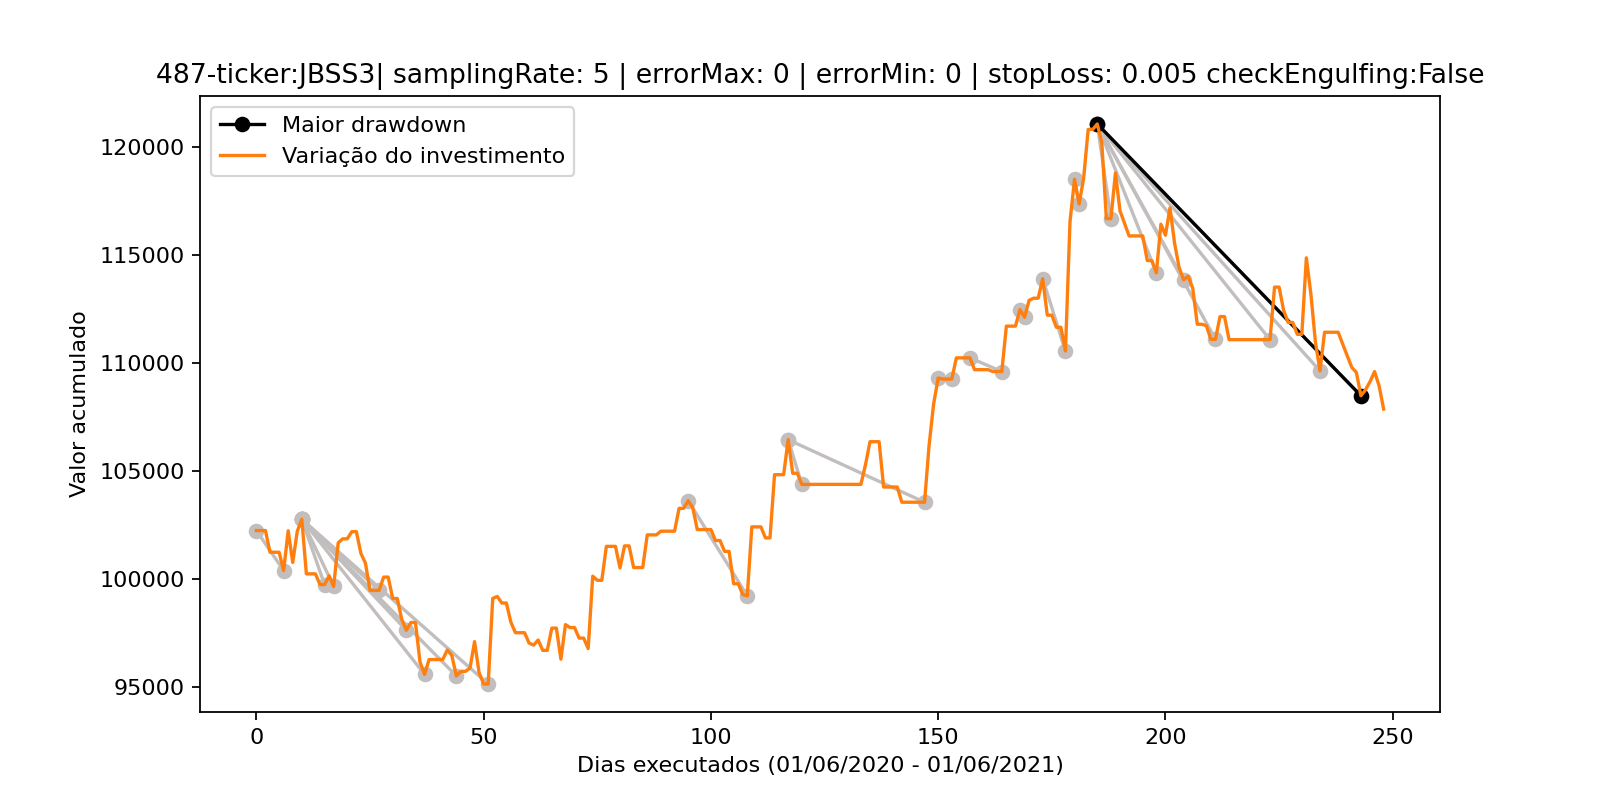 487-ticker:JBSS3| samplingRate: 5 | errorMax: 0 | errorMin: 0 | stopLoss: 0.005 checkEngulfing:False
Maior drawdown
Variação do investimento
Valor acumulado
120000
115000
110000
105000
100000
95000
0 50 100 150 200 250
Dias executados (01/06/2020 - 01/06/2021)